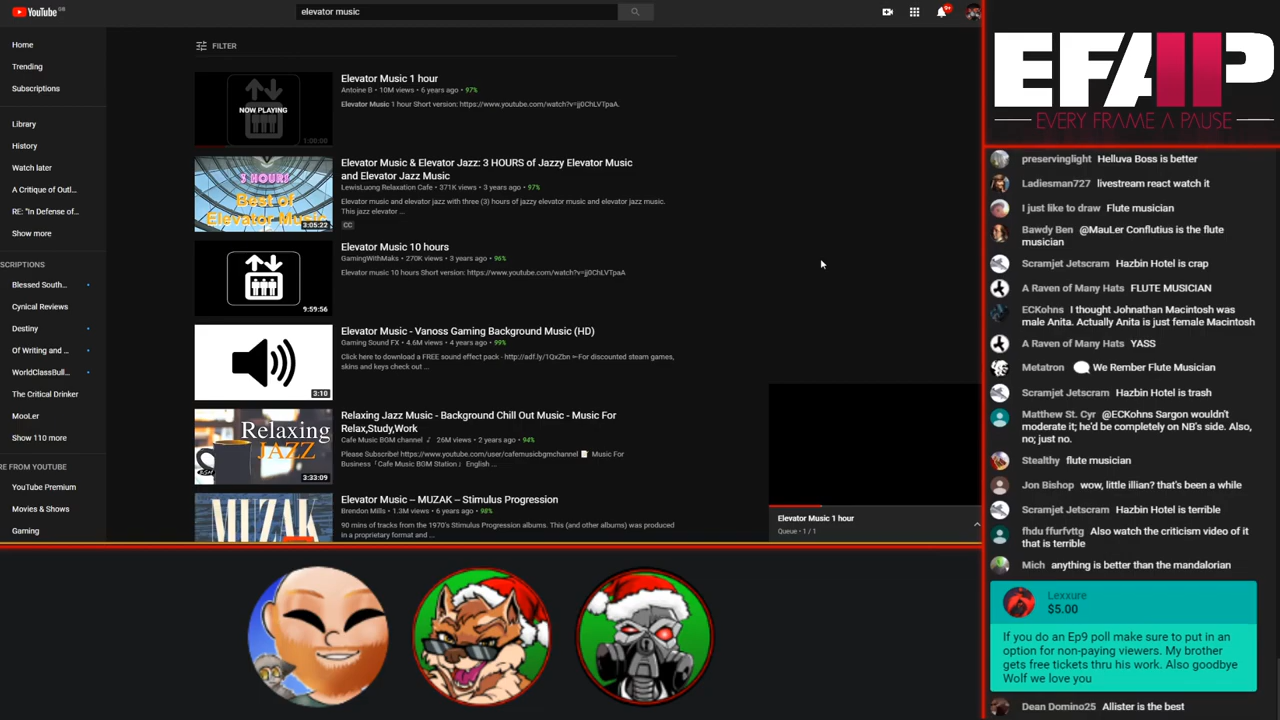 YouTube GB
elevator music
9+
Home
Trending
Subscriptions
Library
History
Watch later
A Critique of Outl...
RE: "In Defense of...
Show more
SCRIPTIONS
Blessed South...
Cynical Reviews
Destiny
Of Writing and ...
WorldClassBull...
The Critical Drinker
MooLer
Show 110 more
RE FROM YOUTUBE
YouTube Premium
Movies & Shows
Gaming
FILTER
NOW PLAYING
1:00:00
Elevator Music 1 hour
Antoine B • 10M views • 6 years ago • 97%
Elevator Music 1 hour Short version: https://www.youtube.com/watch?v=jj0ChLVTpaA.
3 HOURS
Best of
Elevator Music
3:05:22
Elevator Music & Elevator Jazz: 3 HOURS of Jazzy Elevator Music
and Elevator Jazz Music
LewisLuong Relaxation Cafe • 371K views • 3 years ago • 97%
Elevator music and elevator jazz with three (3) hours of jazzy elevator music and elevator jazz music.
This jazz elevator ...
CC
9:59:56
Elevator Music 10 hours
GamingWithMaks • 270K views • 3 years ago • 96%
Elevator music 10 hours Short version: https://www.youtube.com/watch?v=jj0ChLVTpaA
3:10
Elevator Music - Vanoss Gaming Background Music (HD)
Gaming Sound FX • 4.6M views • 4 years ago • 99%
Click here to download a FREE sound effect pack - http://adf.ly/1QxZbn ➨For discounted steam games,
skins and keys check out ...
Relaxing
JAZZ
BGM
3:33:09
Relaxing Jazz Music - Background Chill Out Music - Music For
Relax,Study,Work
Cafe Music BGM channel ♪ 26M views • 2 years ago • 94%
Please Subscribe! https://www.youtube.com/user/cafemusicbgmchannel 📝 Music For
Business「Cafe Music BGM Station」English ...
MUZAK
Elevator Music -- MUZAK -- Stimulus Progression
Brendon Mills • 1.3M views • 6 years ago • 98%
90 mins of tracks from the 1970's Stimulus Progression albums. This (and other albums) was produced
in a proprietary format and ...
Elevator Music 1 hour
Queue • 1 / 1
EFAP
EVERY FRAME A PAUSE
preservinglight Helluva Boss is better
Ladiesman727 livestream react watch it
I just like to draw Flute musician
Bawdy Ben @MauLer Conflutius is the flute
musician
Scramjet Jetscram Hazbin Hotel is crap
A Raven of Many Hats FLUTE MUSICIAN
ECKohns I thought Johnathan Macintosh was
male Anita. Actually Anita is just female Macintosh
A Raven of Many Hats YASS
Metatron 💬 We Rember Flute Musician
Scramjet Jetscram Hazbin Hotel is trash
Matthew St. Cyr @ECKohns Sargon wouldn't
moderate it; he'd be completely on NB's side. Also,
no; just no.
Stealthy flute musician
Jon Bishop wow, little illian? that's been a while
Scramjet Jetscram Hazbin Hotel is terrible
fhdu ffurfvttg Also watch the criticism video of it
that is terrible
Mich anything is better than the mandalorian
Lexxure
$5.00
If you do an Ep9 poll make sure to put in an
option for non-paying viewers. My brother
gets free tickets thru his work. Also goodbye
Wolf we love you
Dean Domino25 Allister is the best